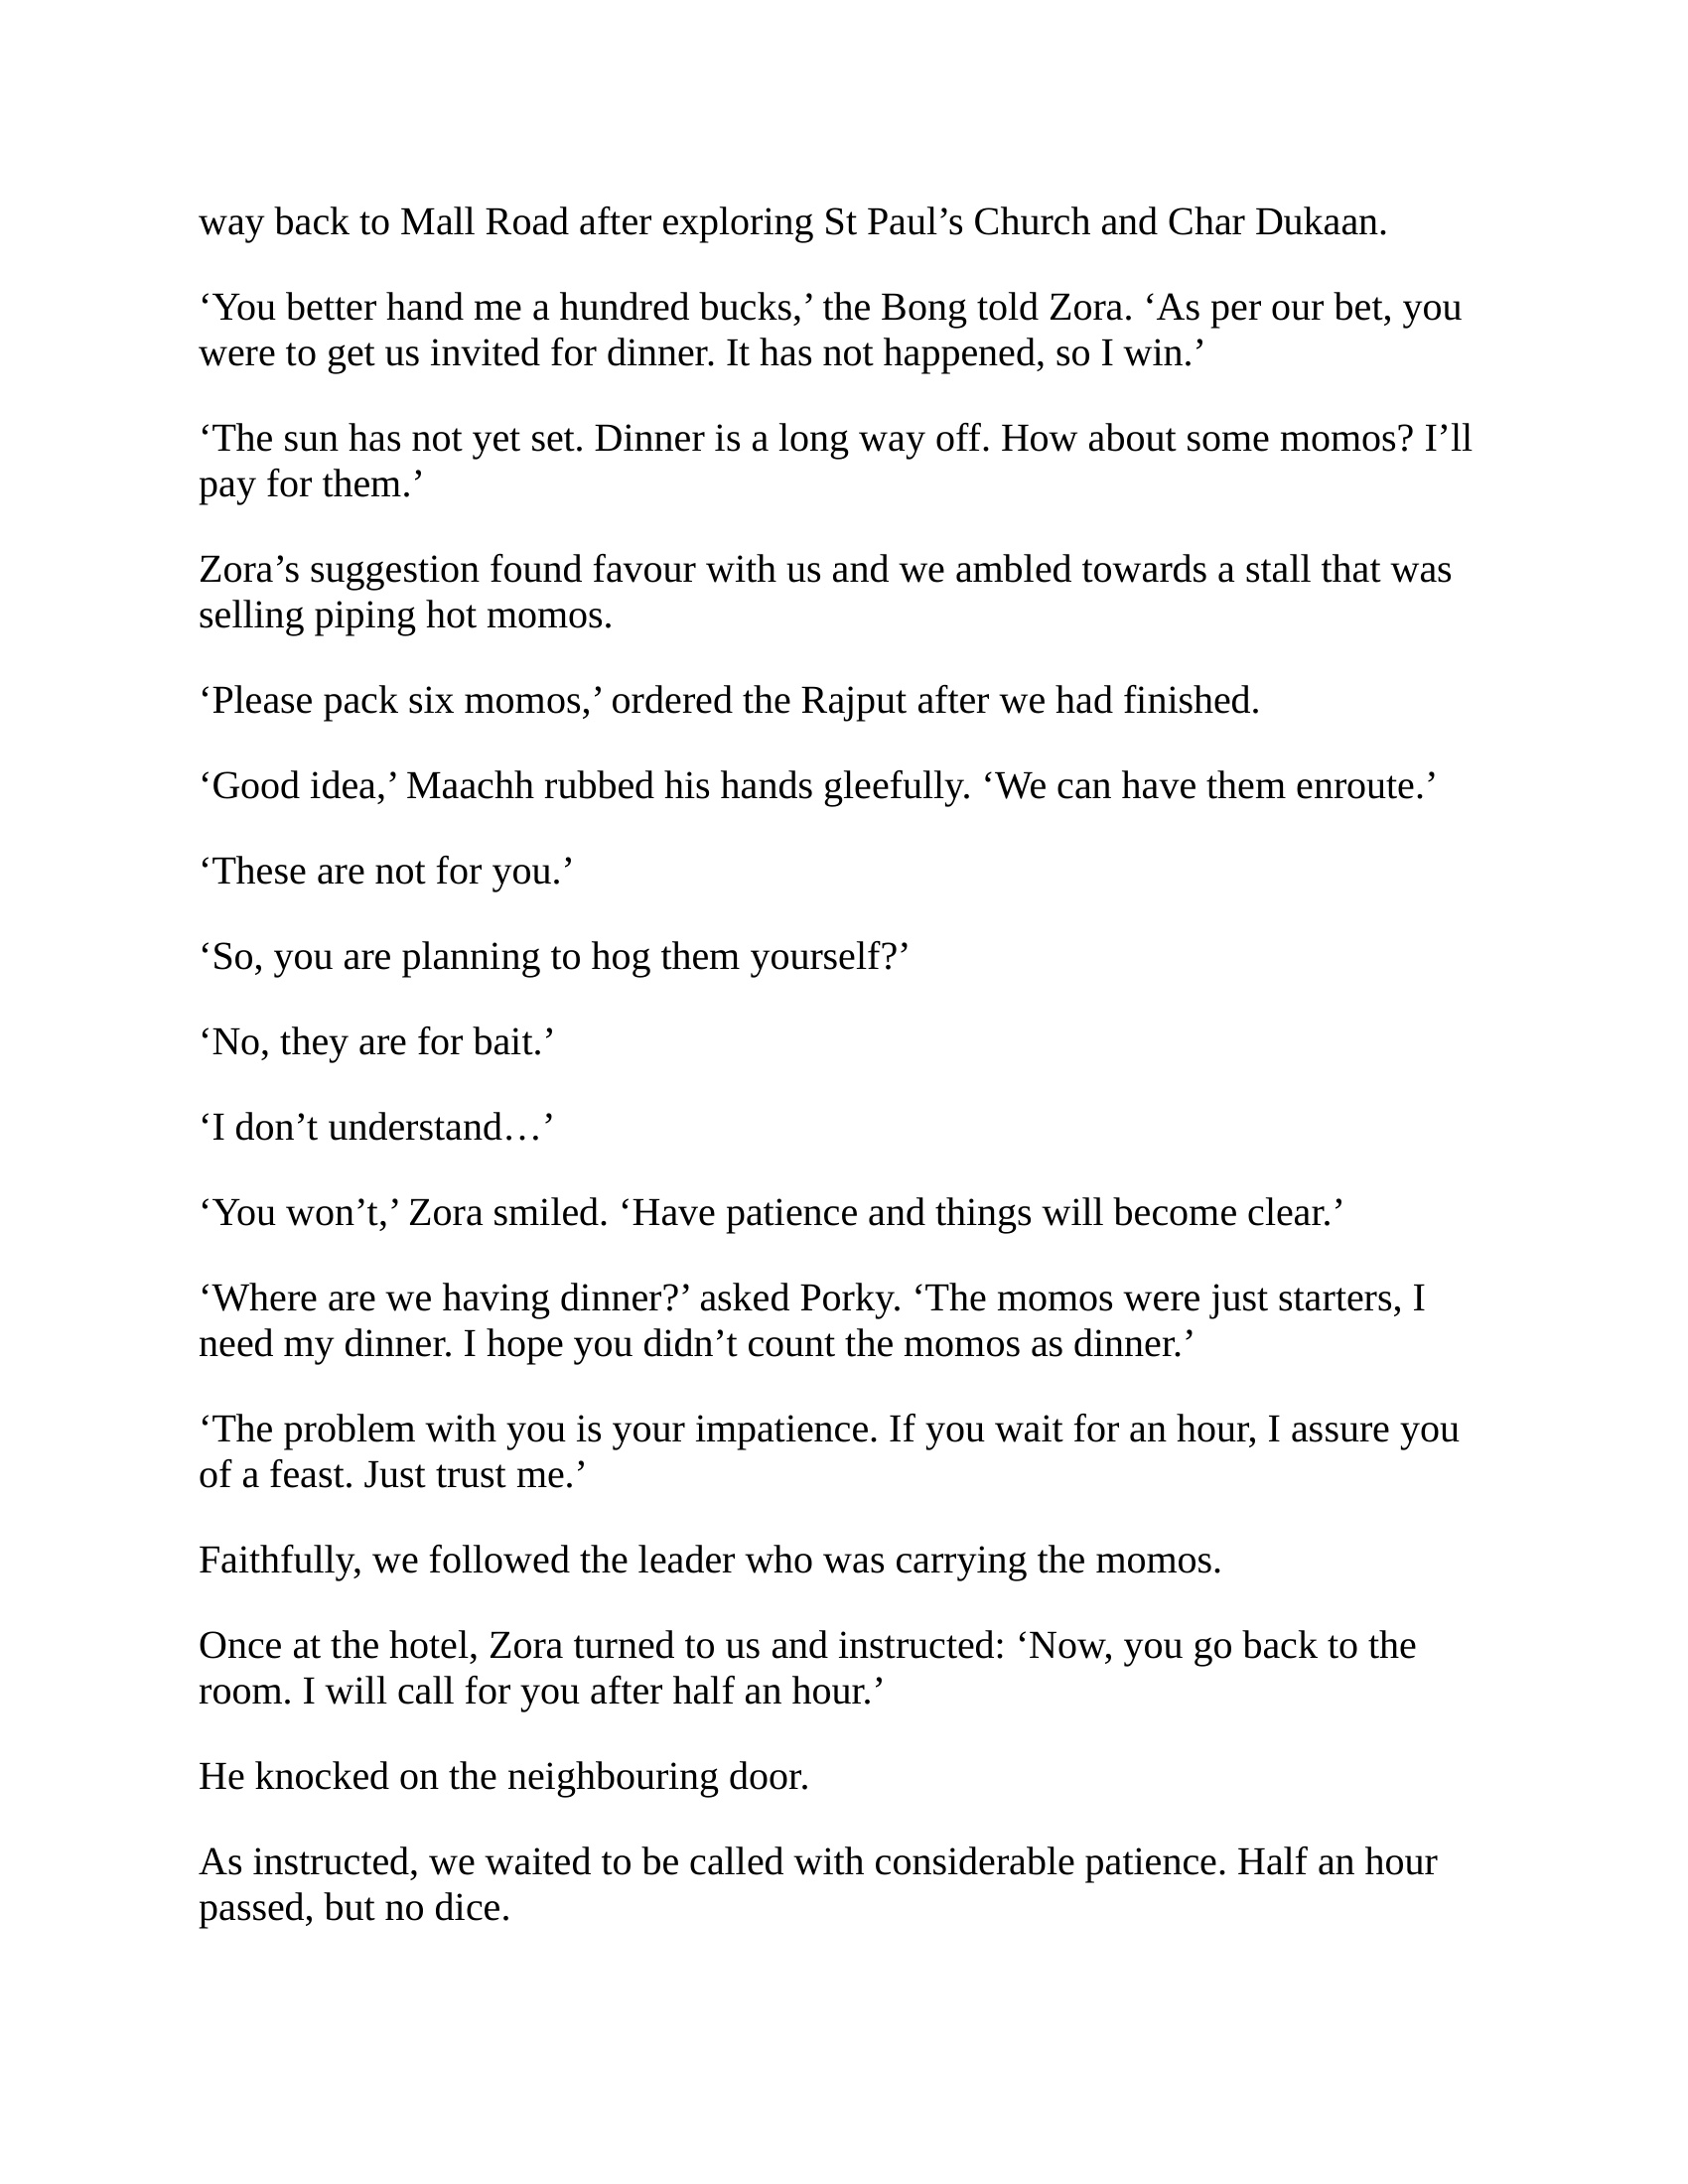 way back to Mall Road after exploring St Paul’s Church and Char Dukaan.
‘You better hand me a hundred bucks,’ the Bong told Zora. ‘As per our bet, you
were to get us invited for dinner. It has not happened, so I win.’
‘The sun has not yet set. Dinner is a long way off. How about some momos? I’ll
pay for them.’
Zora’s suggestion found favour with us and we ambled towards a stall that was
selling piping hot momos.
‘Please pack six momos,’ ordered the Rajput after we had finished.
‘Good idea,’ Maachh rubbed his hands gleefully. ‘We can have them enroute.’
‘These are not for you.’
‘So, you are planning to hog them yourself?’
‘No, they are for bait.’
‘I don’t understand…’
‘You won’t,’ Zora smiled. ‘Have patience and things will become clear.’
‘Where are we having dinner?’ asked Porky. ‘The momos were just starters, I
need my dinner. I hope you didn’t count the momos as dinner.’
‘The problem with you is your impatience. If you wait for an hour, I assure you
of a feast. Just trust me.’
Faithfully, we followed the leader who was carrying the momos.
Once at the hotel, Zora turned to us and instructed: ‘Now, you go back to the
room. I will call for you after half an hour.’
He knocked on the neighbouring door.
As instructed, we waited to be called with considerable patience. Half an hour
passed, but no dice.